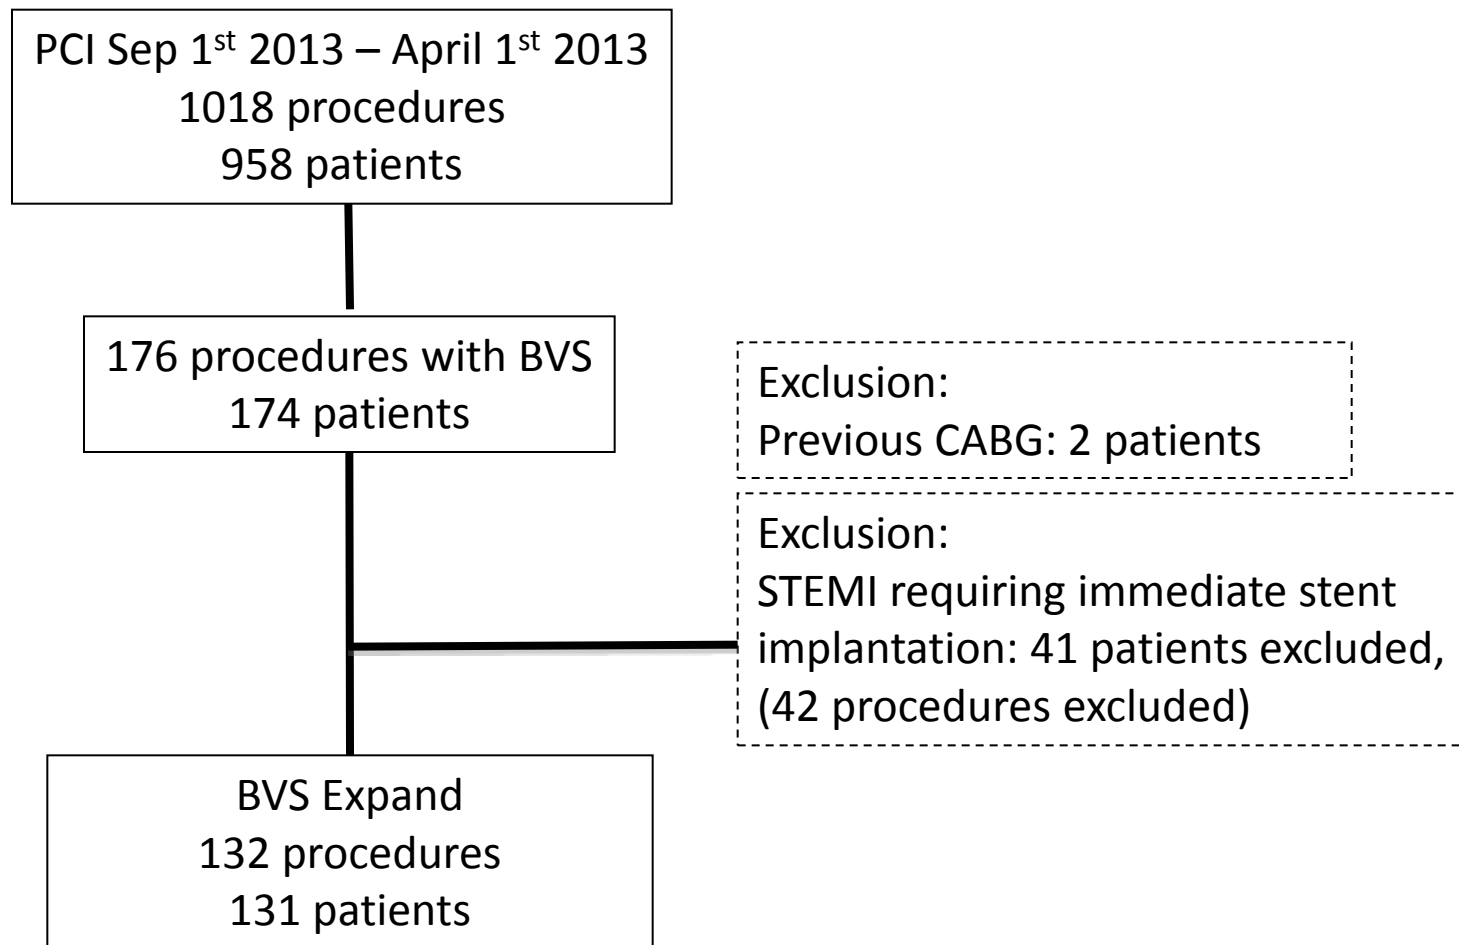 PCI Sep 1st 2013 – April 1st 2013
1018 procedures
958 patients
176 procedures with BVS
174 patients
Exclusion:
Previous CABG: 2 patients
Exclusion:
STEMI requiring immediate stent
implantation: 41 patients excluded,
(42 procedures excluded)
BVS Expand
132 procedures
131 patients